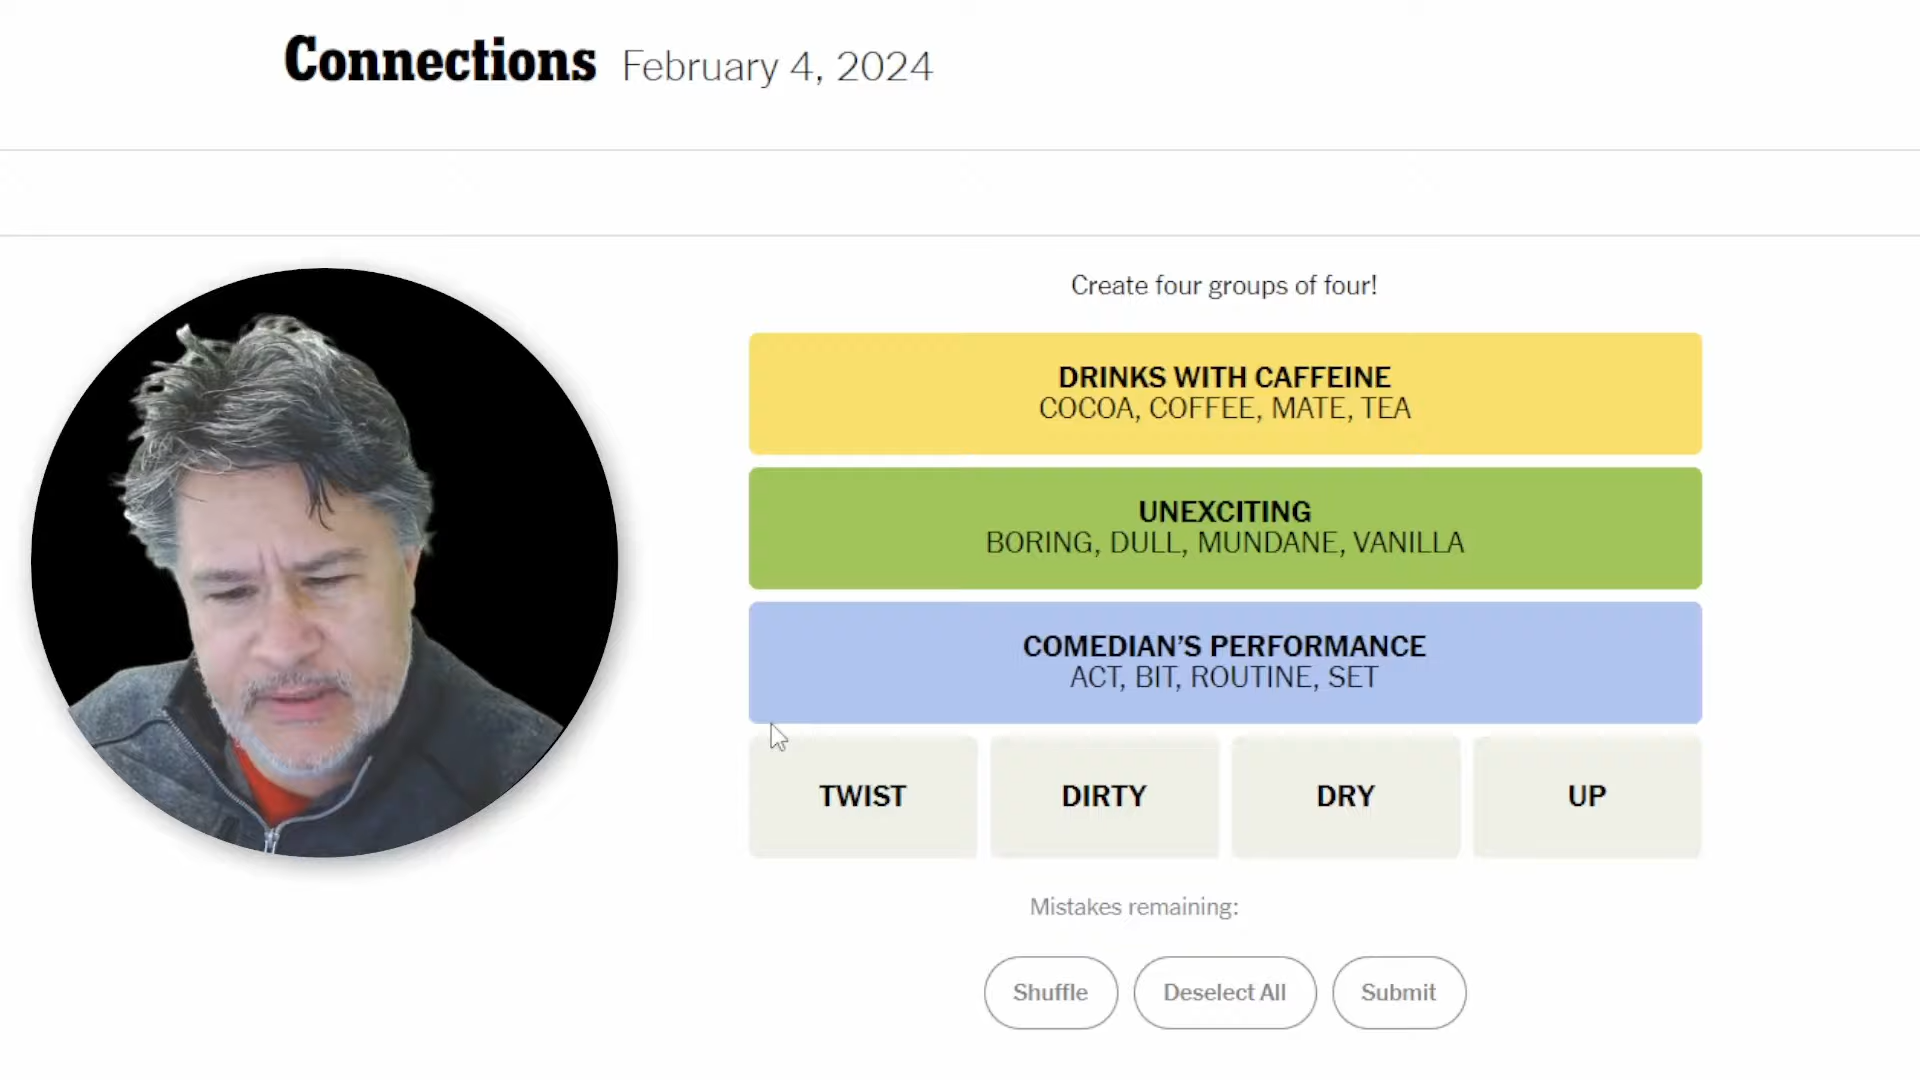 Connections February 4, 2024
Create four groups of four!
DRINKS WITH CAFFEINE
COCOA, COFFEE, MATE, TEA
UNEXCITING
BORING, DULL, MUNDANE, VANILLA
COMEDIAN'S PERFORMANCE
ACT, BIT, ROUTINE, SET
TWIST DIRTY DRY UP
Mistakes remaining:
Shuffle Deselect All Submit